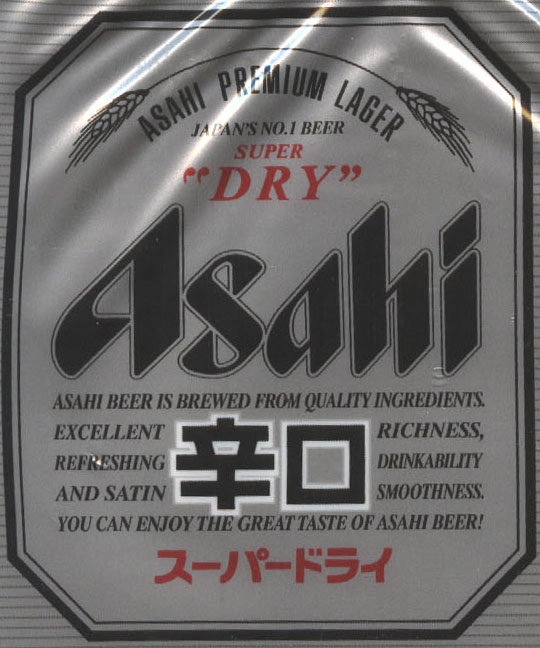 ASAHI PREMIUM LAGER
JAPAN'S NO.1 BEER
SUPER
"DRY"
Asahi
ASAHI BEER IS BREWED FROM QUALITY INGREDIENTS.
EXCELLENT 辛口 RICHNESS,
REFRESHING DRINKABILITY
AND SATIN SMOOTHNESS.
YOU CAN ENJOY THE GREAT TASTE OF ASAHI BEER!
スーパードライ